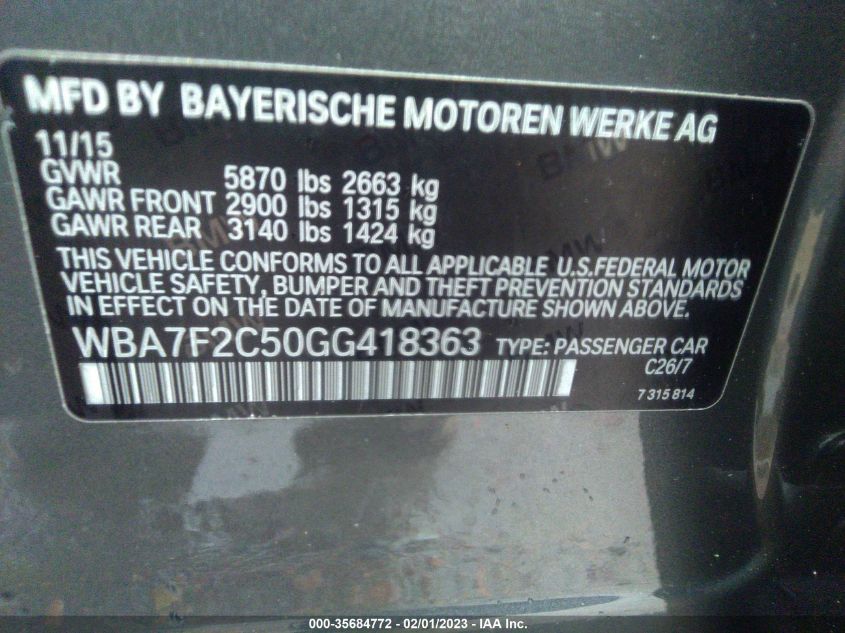 MFD BY BAYERISCHE MOTOREN WERKE AG
11/15
GVWR 5870 lbs 2663 kg
GAWR FRONT 2900 lbs 1315 kg
GAWR REAR 3140 lbs 1424 kg
THIS VEHICLE CONFORMS TO ALL APPLICABLE U.S.FEDERAL MOTOR
VEHICLE SAFETY, BUMPER AND THEFT PREVENTION STANDARDS
IN EFFECT ON THE DATE OF MANUFACTURE SHOWN ABOVE.
WBA7F2C50GG418363 TYPE: PASSENGER CAR
C26/7
7 315 814
000-35684772 - 02/01/2023 - IAA Inc.